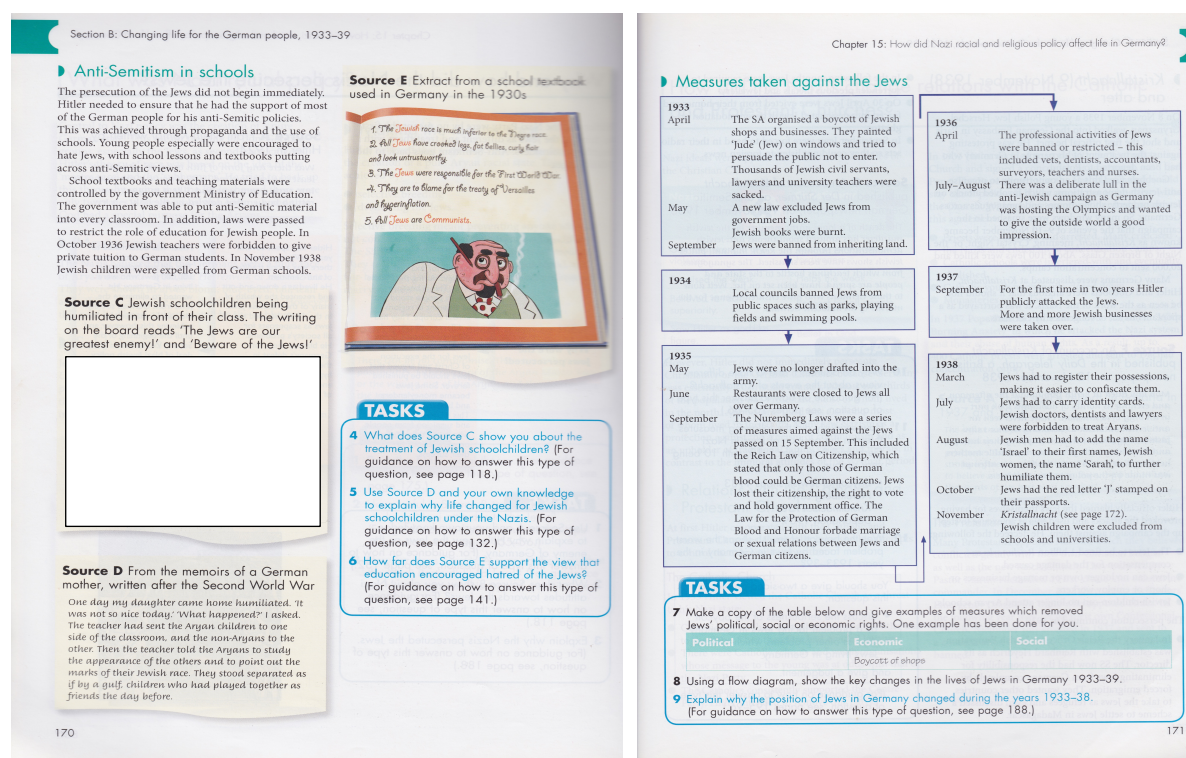 Section B: Changing life for the German people, 1933–39
Anti-Semitism in schools
The persecution of the Jews did not begin immediately.
Hitler needed to ensure that he had the support of most
of the German people for his anti-Semitic policies.
This was achieved through propaganda and the use of
schools. Young people especially were encouraged to
hate Jews, with school lessons and textbooks putting
across anti-Semitic views.
School textbooks and teaching materials were
controlled by the government Ministry of Education.
The government was able to put anti-Semitic material
into every classroom. In addition, laws were passed
to restrict the role of education for Jewish people. In
October 1936 Jewish teachers were forbidden to give
private tuition to German students. In November 1938
Jewish children were expelled from German schools.
Source C Jewish schoolchildren being
humiliated in front of their class. The writing
on the board reads ‘The Jews are our
greatest enemy!’ and ‘Beware of the Jews!’
Source D From the memoirs of a German
mother, written after the Second World War
One day my daughter came home humiliated. ‘It
was not so nice today.’ ‘What happened?’ I asked.
The teacher had sent the Aryan children to one
side of the classroom, and the non-Aryans to the
other. Then the teacher told the Aryans to study
the appearance of the others and to point out the
marks of their Jewish race. They stood separated as
if by a gulf, children who had played together as
friends the day before.
170
Source E Extract from a school textbook
used in Germany in the 1930s
1. The Jewish race is much inferior to the Negro race.
2. All Jews have crooked legs, fat bellies, curly hair
and look untrustworthy.
3. The Jews were responsible for the First World War.
4. They are to blame for the treaty of Versailles
and hyperinflation.
5. All Jews are Communists.
TASKS
4 What does Source C show you about the
treatment of Jewish schoolchildren? (For
guidance on how to answer this type of
question, see page 118.)
5 Use Source D and your own knowledge
to explain why life changed for Jewish
schoolchildren under the Nazis. (For
guidance on how to answer this type of
question, see page 132.)
6 How far does Source E support the view that
education encouraged hatred of the Jews?
(For guidance on how to answer this type of
question, see page 141.)
Chapter 15: How did Nazi racial and religious policy affect life in Germany?
Measures taken against the Jews
1933
April The SA organised a boycott of Jewish
shops and businesses. They painted
‘Jude’ (Jew) on windows and tried to
persuade the public not to enter.
Thousands of Jewish civil servants,
lawyers and university teachers were
sacked.
May A new law excluded Jews from
government jobs.
Jewish books were burnt.
September Jews were banned from inheriting land.
1934
Local councils banned Jews from
public spaces such as parks, playing
fields and swimming pools.
1935
May Jews were no longer drafted into the
army.
June Restaurants were closed to Jews all
over Germany.
September The Nuremberg Laws were a series
of measures aimed against the Jews
passed on 15 September. This included
the Reich Law on Citizenship, which
stated that only those of German
blood could be German citizens. Jews
lost their citizenship, the right to vote
and hold government office. The
Law for the Protection of German
Blood and Honour forbade marriage
or sexual relations between Jews and
German citizens.
1936
April The professional activities of Jews
were banned or restricted – this
included vets, dentists, accountants,
surveyors, teachers and nurses.
July–August There was a deliberate lull in the
anti-Jewish campaign as Germany
was hosting the Olympics and wanted
to give the outside world a good
impression.
1937
September For the first time in two years Hitler
publicly attacked the Jews.
More and more Jewish businesses
were taken over.
1938
March Jews had to register their possessions,
making it easier to confiscate them.
July Jews had to carry identity cards.
Jewish doctors, dentists and lawyers
were forbidden to treat Aryans.
August Jewish men had to add the name
‘Israel’ to their first names, Jewish
women, the name ‘Sarah’, to further
humiliate them.
October Jews had the red letter ‘J’ stamped on
their passports.
November Kristallnacht (see page 172).
Jewish children were excluded from
schools and universities.
TASKS
7 Make a copy of the table below and give examples of measures which removed
Jews’ political, social or economic rights. One example has been done for you.
Political Economic Social
Boycott of shops
8 Using a flow diagram, show the key changes in the lives of Jews in Germany 1933–39.
9 Explain why the position of Jews in Germany changed during the years 1933–38.
(For guidance on how to answer this type of question, see page 188.)
171